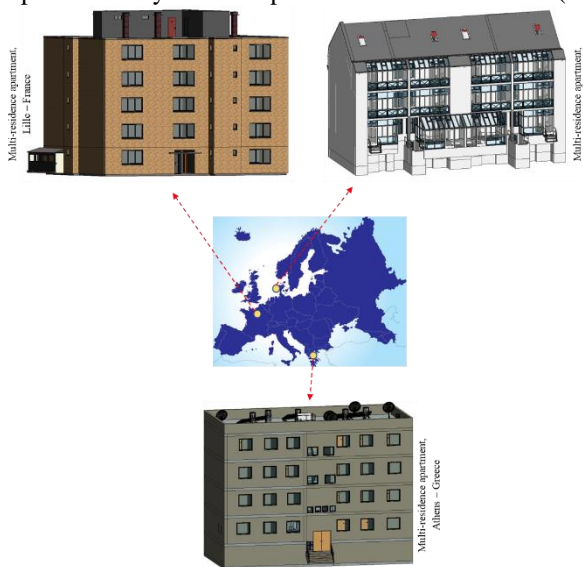 Multi-residence apartment,
Lille – France
Multi-residence apartment,
Multi-residence apartment,
Athens – Greece